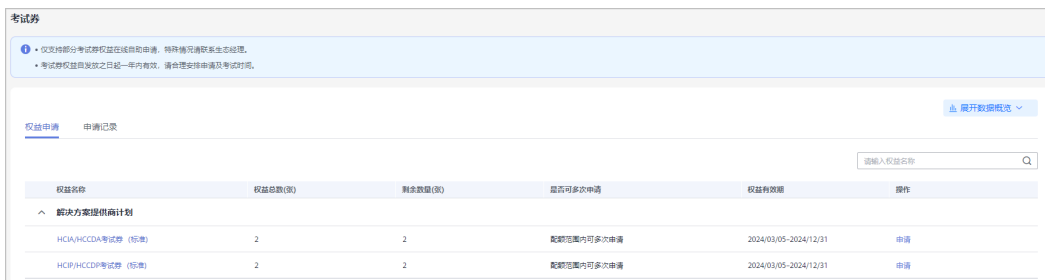 考试券
• 仅支持部分考试券权益在线自助申请，特殊情况请联系生态经理。
• 考试券权益自发放之日起一年内有效，请合理安排申请及考试时间。
展开数据概览
权益申请 申请记录
请输入权益名称
权益名称 权益总数(张) 剩余数量(张) 是否可多次申请 权益有效期 操作
解决方案提供商计划
HCIA/HCCDA考试券（标准） 2 2 配额范围内可多次申请 2024/03/05-2024/12/31 申请
HCIP/HCCDP考试券（标准） 2 2 配额范围内可多次申请 2024/03/05-2024/12/31 申请